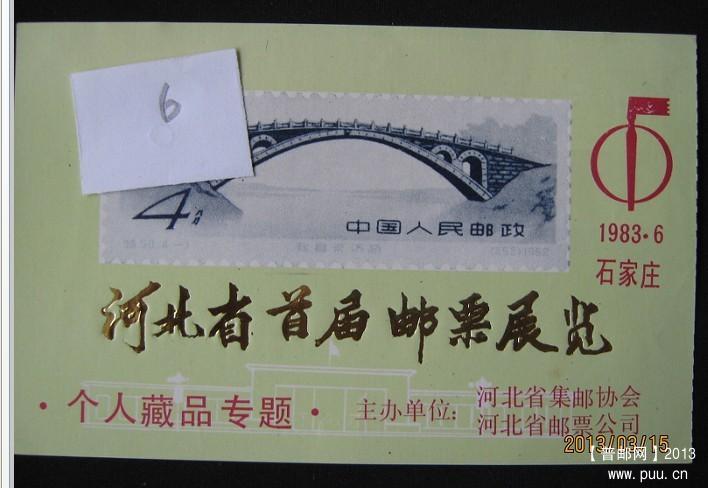 6
4分
中国人民邮政
1983·6
石家庄
河北省首届邮票展览
·个人藏品专题·
主办单位:
河北省集邮协会
河北省邮票公司
2013/03/15
【普邮网】2013
www.puu.cn